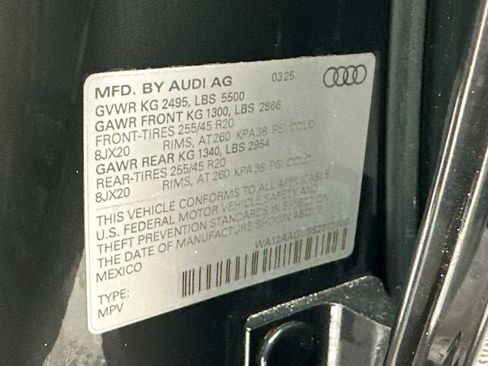 MFD. BY AUDI AG 03 25
GVWR KG 2495, LBS 5500
GAWR FRONT KG 1300, LBS 2866
FRONT-TIRES 255/45 R20
8JX20 RIMS, AT 260 KPA 38 PSI COLD
GAWR REAR KG 1340, LBS 2954
REAR-TIRES 255/45 R20
8JX20 RIMS, AT 260 KPA 38 PSI COLD
THIS VEHICLE CONFORMS TO ALL APPLICABLE
U.S. FEDERAL MOTOR VEHICLE SAFETY AND
THEFT PREVENTION STANDARDS IN EFFECT ON
THE DATE OF MANUFACTURE SHOWN ABOVE.
MEXICO
TYPE:
MPV